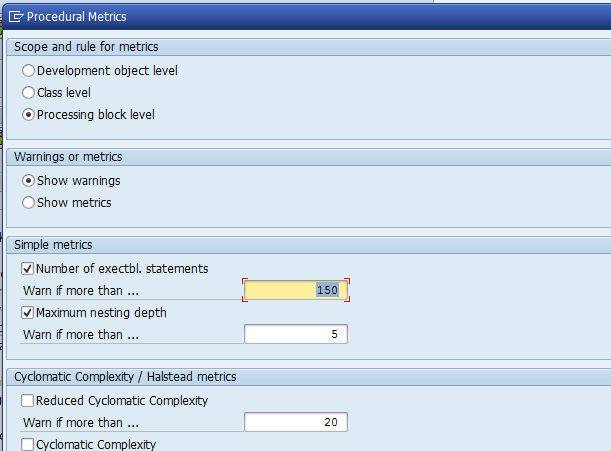 Procedural Metrics
Scope and rule for metrics
Development object level
Class level
Processing block level
Warnings or metrics
Show warnings
Show metrics
Simple metrics
Number of exectbl. statements
Warn if more than ... 150
Maximum nesting depth
Warn if more than ... 5
Cyclomatic Complexity / Halstead metrics
Reduced Cyclomatic Complexity
Warn if more than ... 20
Cyclomatic Complexity